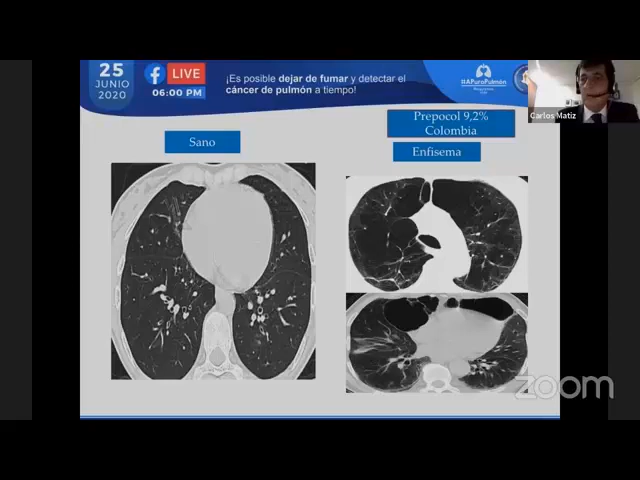 25
JUNIO
2020
LIVE
06:00 PM
¡Es posible dejar de fumar y detectar el
cáncer de pulmón a tiempo!
#APuroPulmón
Carlos Matiz
Prepocol 9,2%
Colombia
Sano
Enfisema
zoom